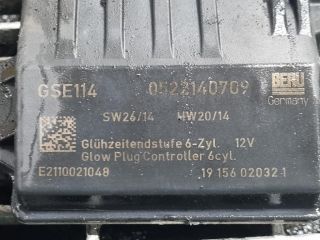 GSE114 0522140709 BERU
Germany
SW26/14 HW20/14
Glühzeitendstufe 6-Zyl. 12V
Glow Plug Controller 6cyl.
E2110021048 19 156 02032 1